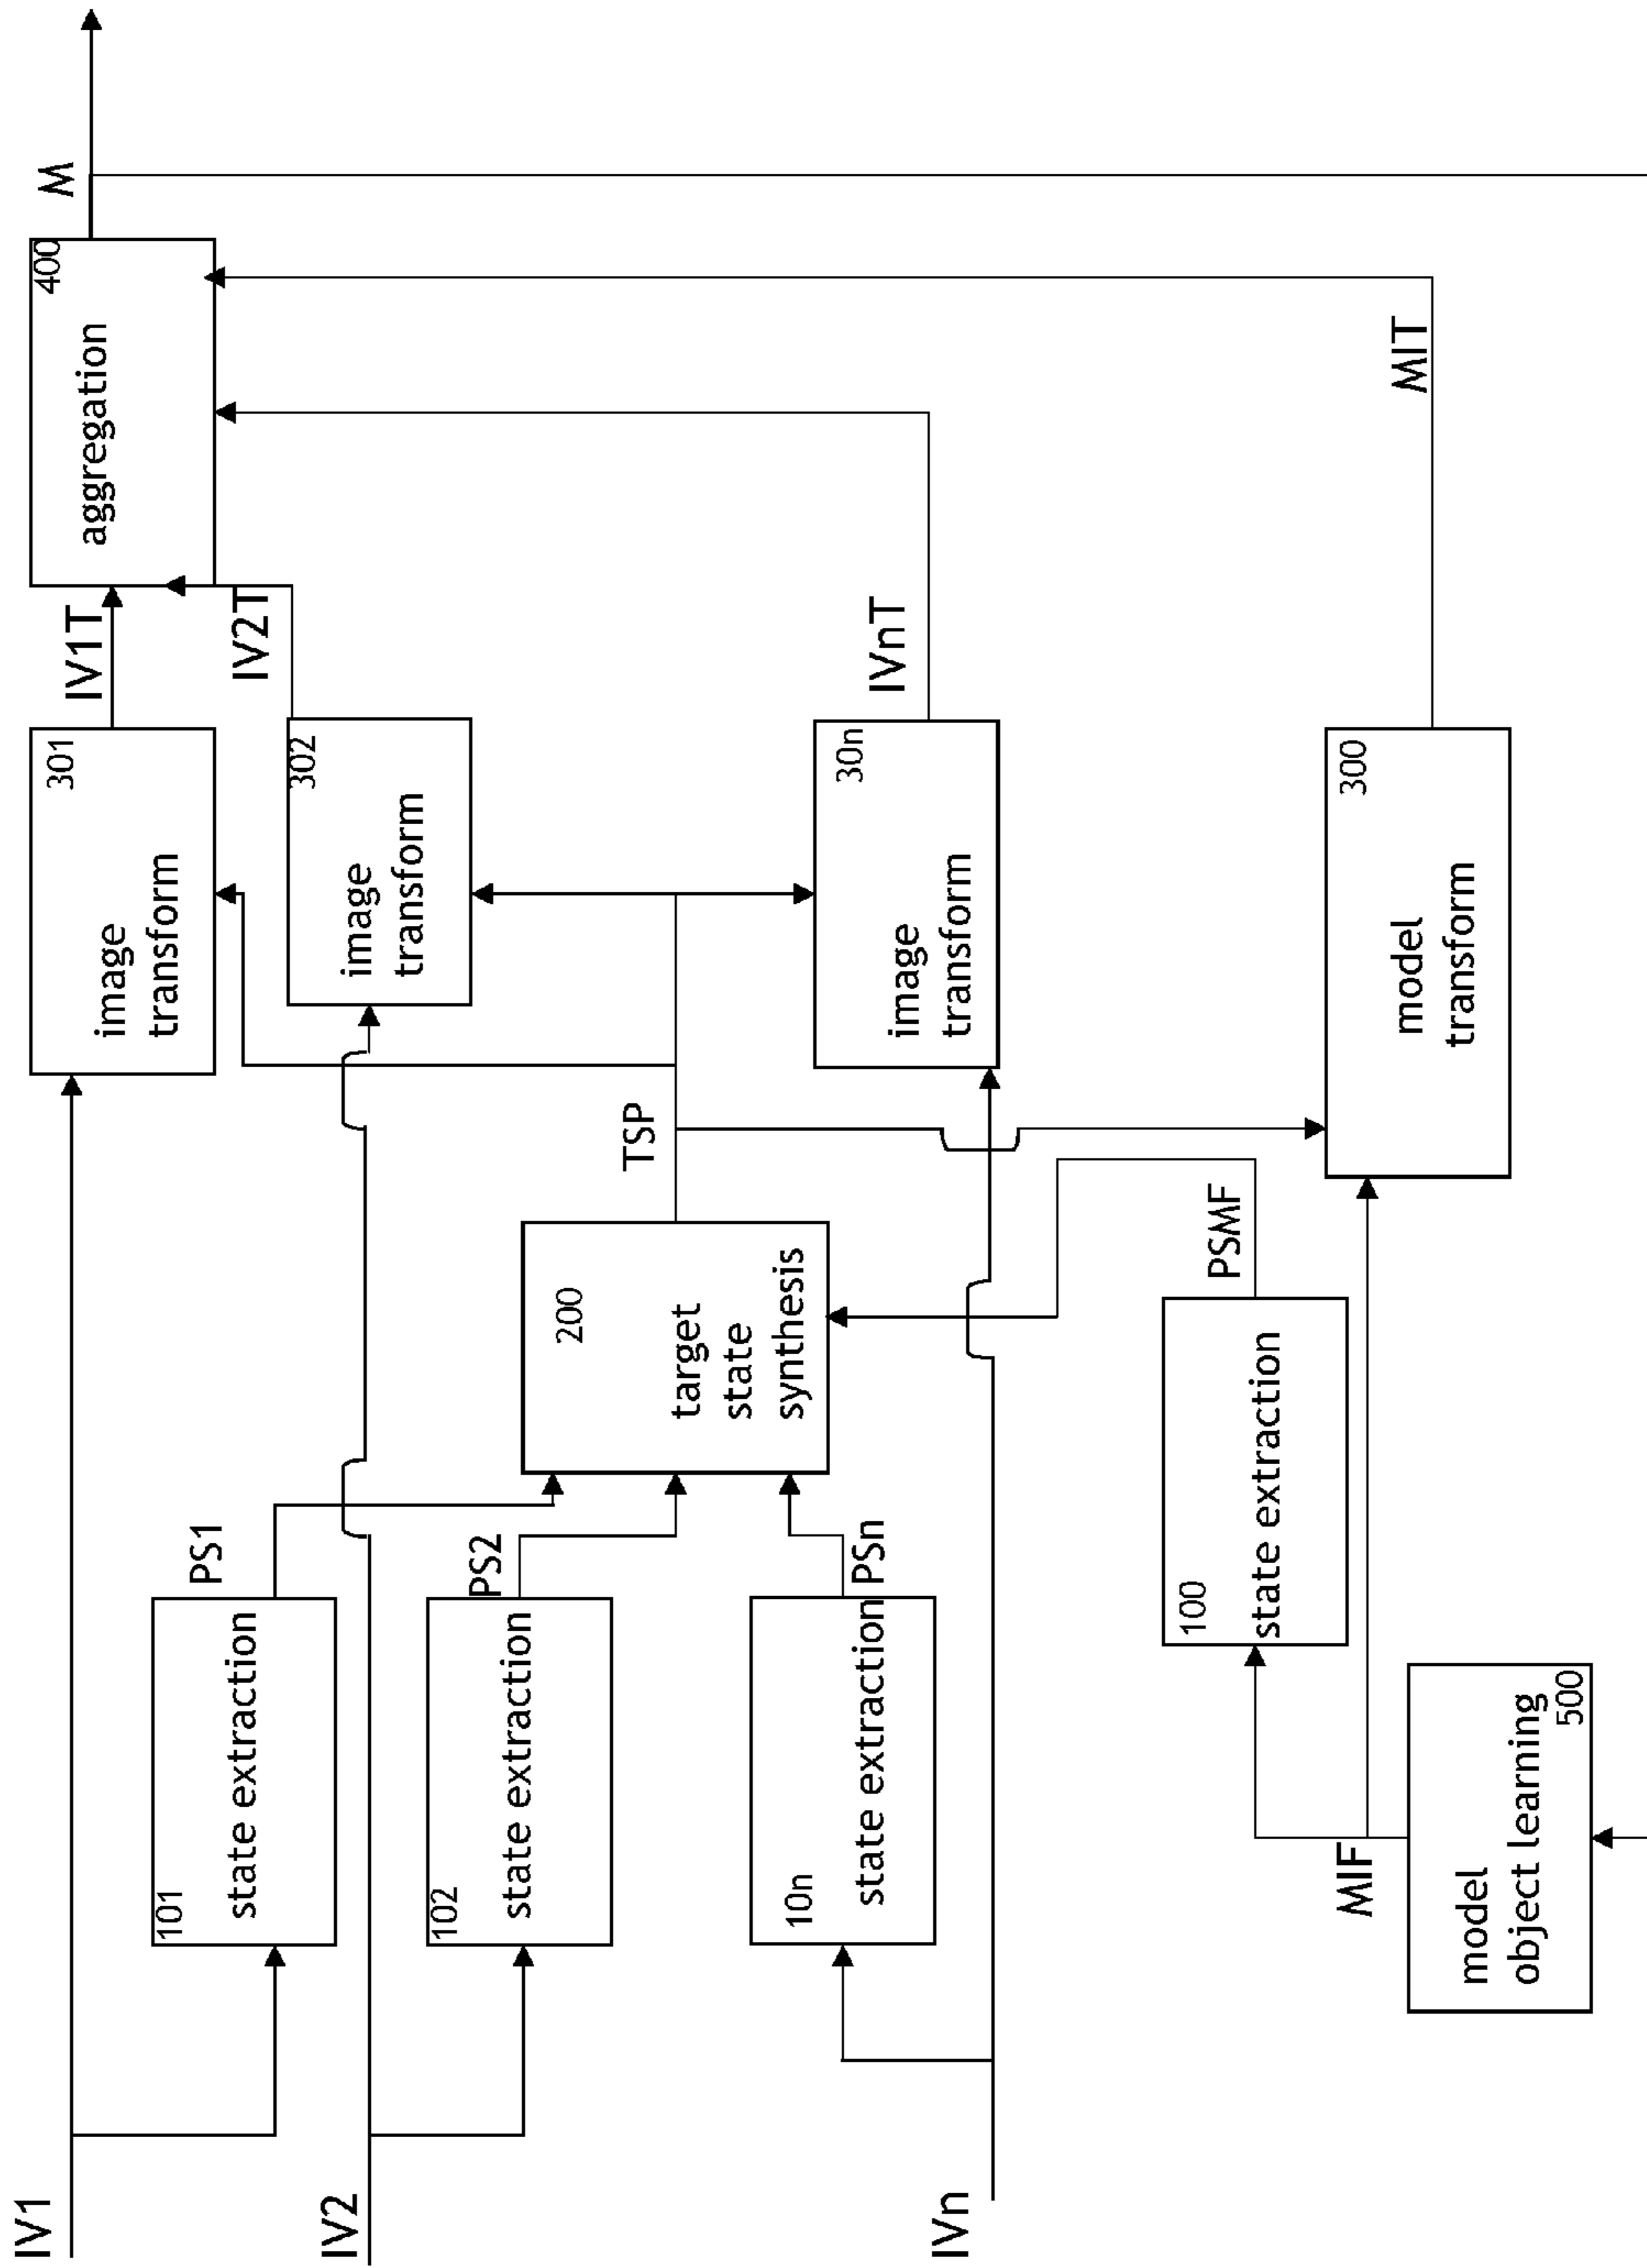 IV1
101
state extraction
PS1
301
image
transform
IV1T
400
aggregation
M
IV2
102
state extraction
PS2
302
image
transform
IV2T
200
target
state
synthesis
TSP
IVn
10n
state extraction
PSn
30n
image
transform
IVnT
100
state extraction
PSMF
MIF
300
model
transform
MIT
model
object learning
500